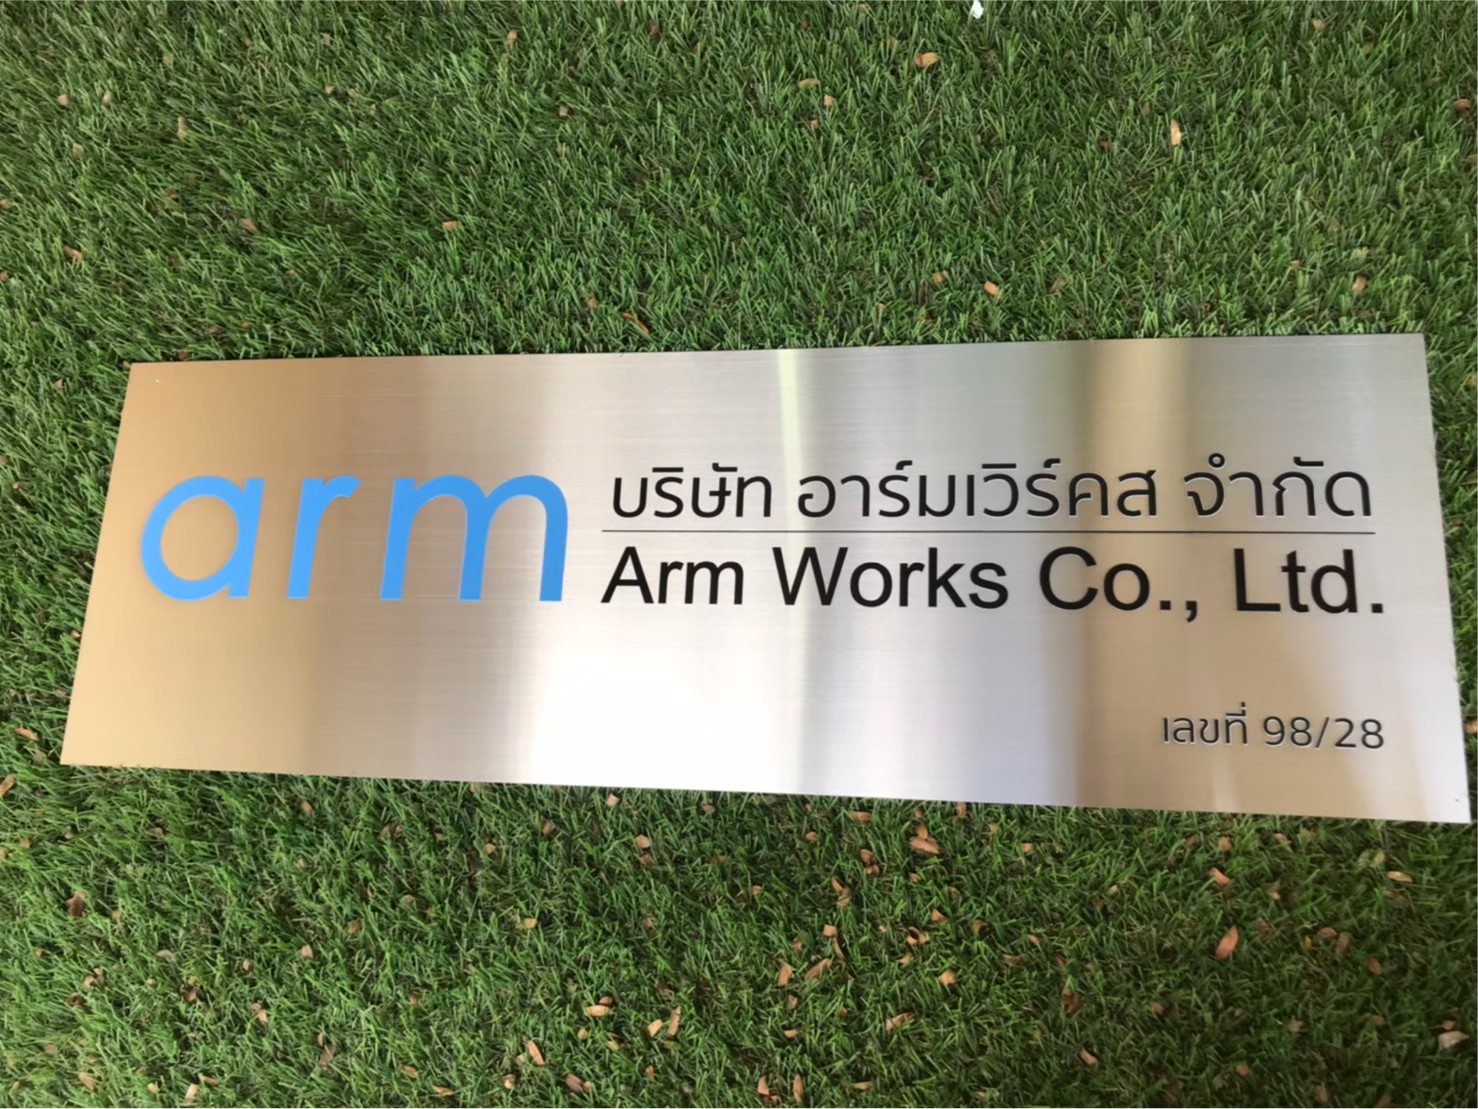 arm
บริษัท อาร์มเวิร์คส จำกัด
Arm Works Co., Ltd.
เลขที่ 98/28